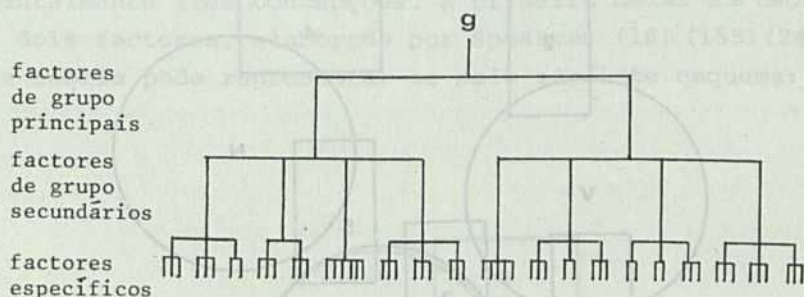 g
factores
de grupo
principais
factores
de grupo
secundários
factores
específicos